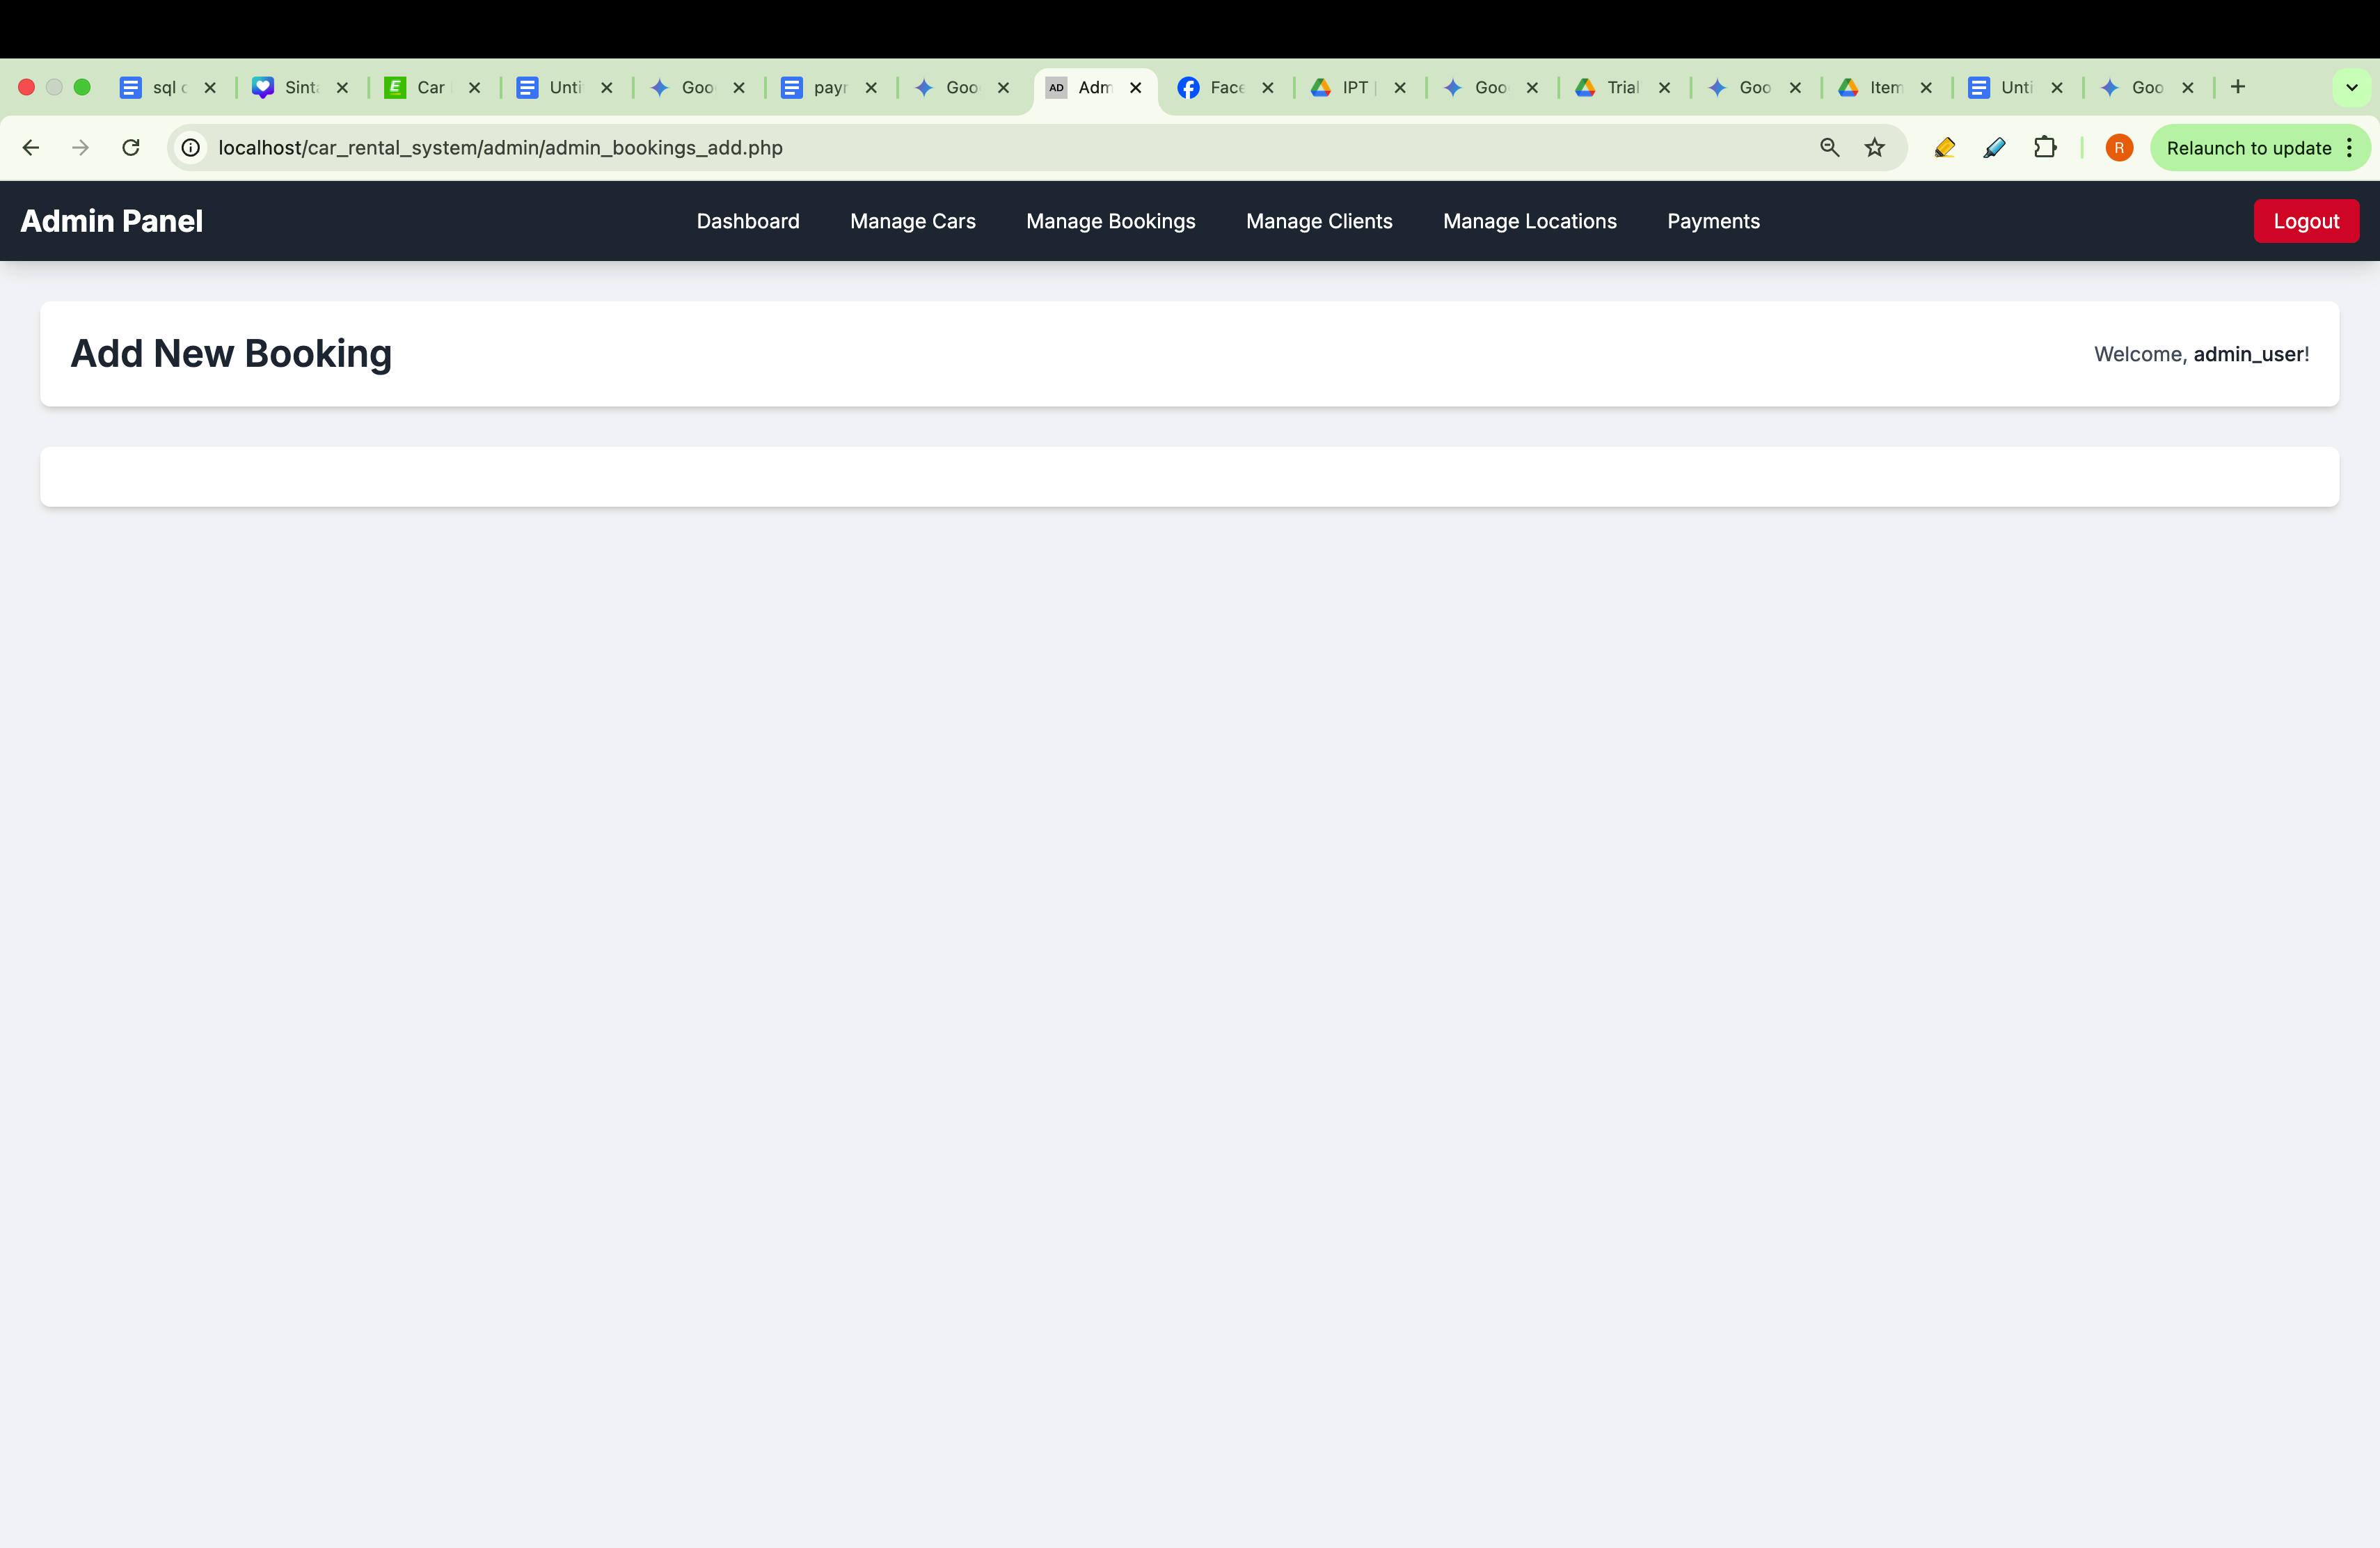 sql Sint Car Unti Goo payr Goo AD Adm Face IPT Goo Trial Goo Item Unti Goo
localhost/car_rental_system/admin/admin_bookings_add.php R Relaunch to update
Admin Panel Dashboard Manage Cars Manage Bookings Manage Clients Manage Locations Payments Logout
Add New Booking Welcome, admin_user!